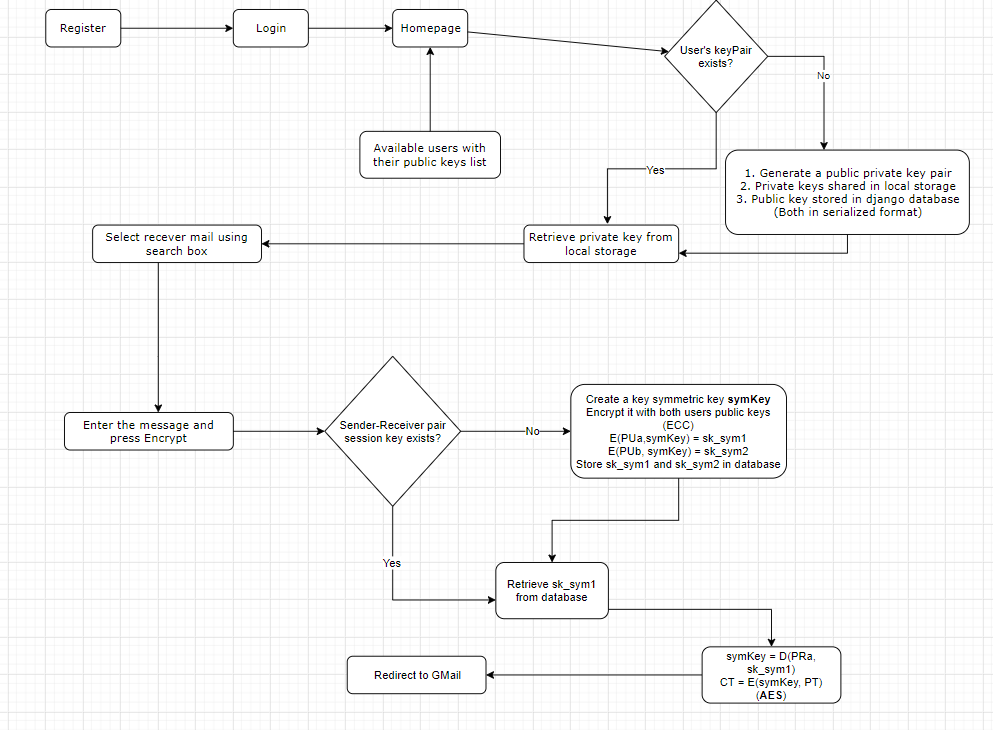 Register
Login
Homepage
User's keyPair
exists?
No
Available users with
their public keys list
Yes
1. Generate a public private key pair
2. Private keys shared in local storage
3. Public key stored in django database
(Both in serialized format)
Select recever mail using
search box
Retrieve private key from
local storage
Enter the message and
press Encrypt
Sender-Receiver pair
session key exists?
No
Create a key symmetric key symKey
Encrypt it with both users public keys
(ECC)
E(PUa,symKey) = sk_sym1
E(PUb, symKey) = sk_sym2
Store sk_sym1 and sk_sym2 in database
Yes
Retrieve sk_sym1
from database
symKey = D(PRa,
sk_sym1)
CT = E(symKey, PT)
(AES)
Redirect to GMail